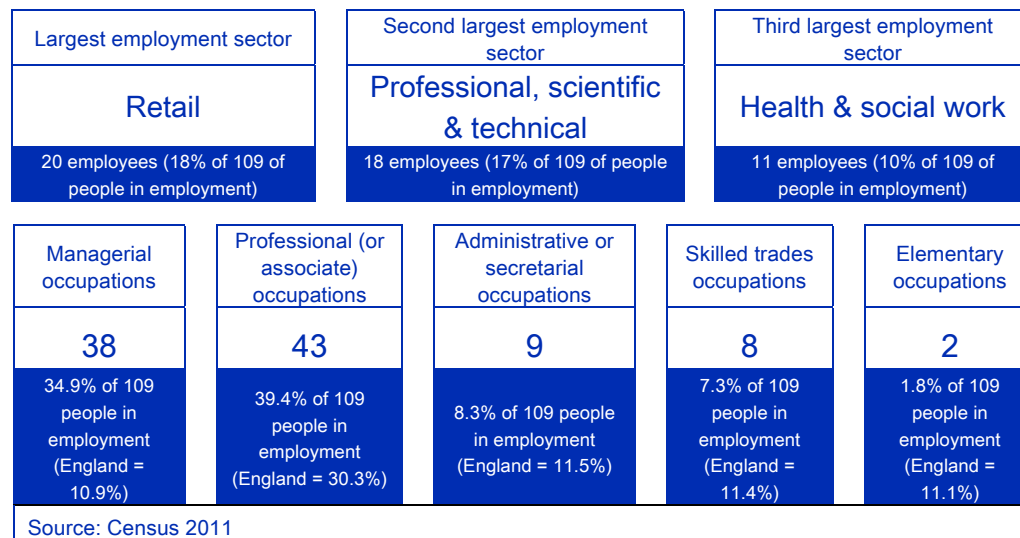 Largest employment sector
Second largest employment
sector
Third largest employment
sector
Retail
Professional, scientific
& technical
Health & social work
20 employees (18% of 109 of
people in employment)
18 employees (17% of 109 of people
in employment)
11 employees (10% of 109 of
people in employment)
Managerial
occupations
Professional (or
associate)
occupations
Administrative or
secretarial
occupations
Skilled trades
occupations
Elementary
occupations
38
43
9
8
2
34.9% of 109
people in
employment
(England =
10.9%)
39.4% of 109
people in
employment
(England = 30.3%)
8.3% of 109 people
in employment
(England = 11.5%)
7.3% of 109
people in
employment
(England =
11.4%)
1.8% of 109
people in
employment
(England =
11.1%)
Source: Census 2011